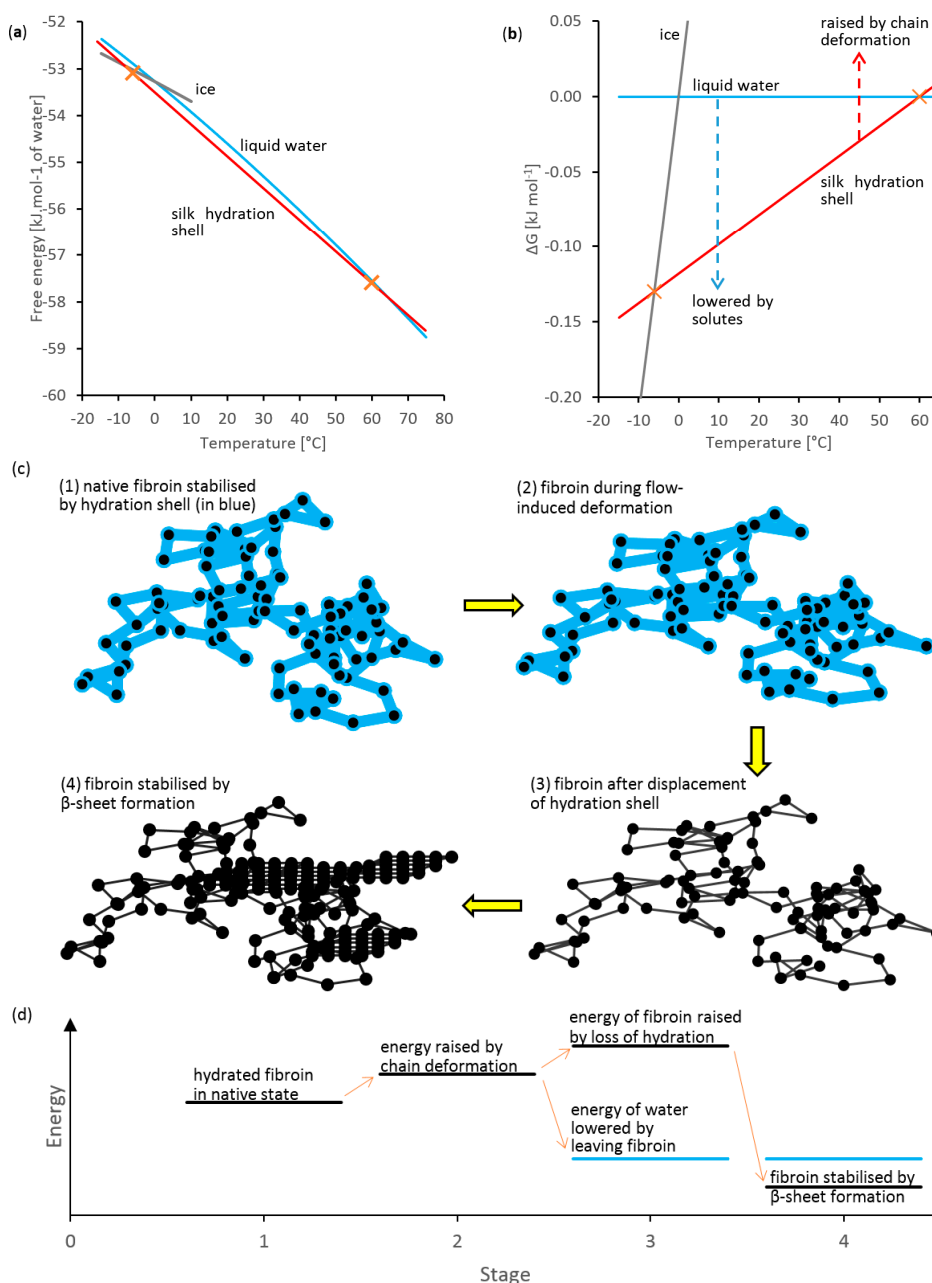 (a)
-52
-53
-54
-55
-56
-57
-58
-59
-60
-20 -10 0 10 20 30 40 50 60 70 80
Free energy [kJ.mol-1 of water]
Temperature [°C]
ice
liquid water
silk hydration
shell
(b)
0.05
0.00
-0.05
-0.10
-0.15
-0.20
-20 -10 0 10 20 30 40 50 60
ΔG [kJ mol-1]
Temperature [°C]
ice
raised by chain
deformation
liquid water
silk hydration
shell
lowered by
solutes
(c)
(1) native fibroin stabilised
by hydration shell (in blue)
(2) fibroin during flow-
induced deformation
(4) fibroin stabilised by
β-sheet formation
(3) fibroin after displacement
of hydration shell
(d)
Energy
hydrated fibroin
in native state
energy raised by
chain deformation
energy of fibroin raised
by loss of hydration
energy of water
lowered by
leaving fibroin
fibroin stabilised by
β-sheet formation
0 1 2 3 4
Stage